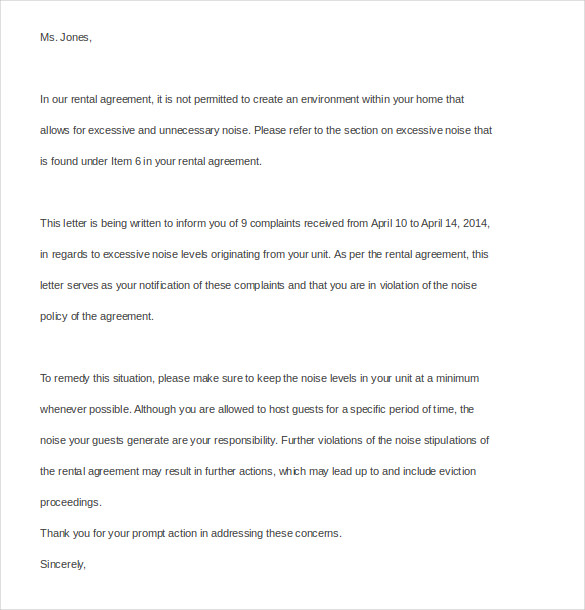 Ms. Jones,
In our rental agreement, it is not permitted to create an environment within your home that
allows for excessive and unnecessary noise. Please refer to the section on excessive noise that
is found under Item 6 in your rental agreement.
This letter is being written to inform you of 9 complaints received from April 10 to April 14, 2014,
in regards to excessive noise levels originating from your unit. As per the rental agreement, this
letter serves as your notification of these complaints and that you are in violation of the noise
policy of the agreement.
To remedy this situation, please make sure to keep the noise levels in your unit at a minimum
whenever possible. Although you are allowed to host guests for a specific period of time, the
noise your guests generate are your responsibility. Further violations of the noise stipulations of
the rental agreement may result in further actions, which may lead up to and include eviction
proceedings.
Thank you for your prompt action in addressing these concerns.
Sincerely,